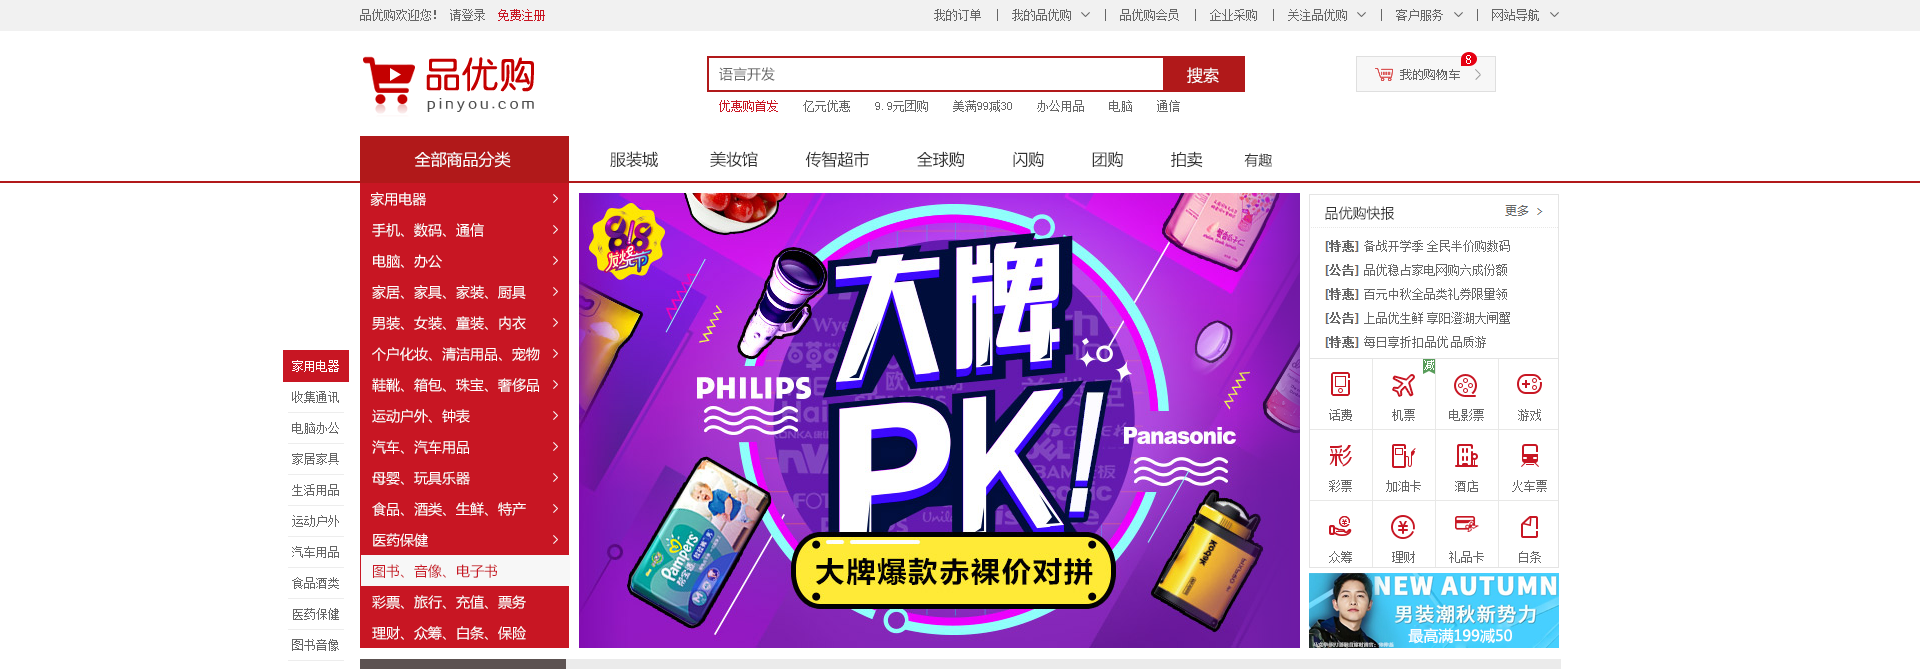 品优购欢迎您! 请登录 免费注册
我的订单 | 我的品优购 | 品优购会员 | 企业采购 | 关注品优购 | 客户服务 | 网站导航
品优购
pinyou.com
语言开发 搜索
优惠购首发 亿元优惠 9.9元团购 美满99减30 办公用品 电脑 通信
8
我的购物车
全部商品分类 服装城 美妆馆 传智超市 全球购 闪购 团购 拍卖 有趣
家用电器
手机、数码、通信
电脑、办公
家居、家具、家装、厨具
男装、女装、童装、内衣
个户化妆、清洁用品、宠物
鞋靴、箱包、珠宝、奢侈品
运动户外、钟表
汽车、汽车用品
母婴、玩具乐器
食品、酒类、生鲜、特产
医药保健
图书、音像、电子书
彩票、旅行、充值、票务
理财、众筹、白条、保险
家用电器
收集通讯
电脑办公
家居家具
生活用品
运动户外
汽车用品
食品酒类
医药保健
图书音像
818
大牌
PK!
PHILIPS
Panasonic
Pampers
Kodak
大牌爆款赤裸价对拼
品优购快报 更多
[特惠] 备战开学季 全民半价购数码
[公告] 品优稳占家电网购六成份额
[特惠] 百元中秋全品类礼券限量领
[公告] 上品优生鲜 享阳澄湖大闸蟹
[特惠] 每日享折扣品优品质游
减
话费 机票 电影票 游戏
彩票 加油卡 酒店 火车票
众筹 理财 礼品卡 白条
NEW AUTUMN
男装潮秋新势力
最高满199减50